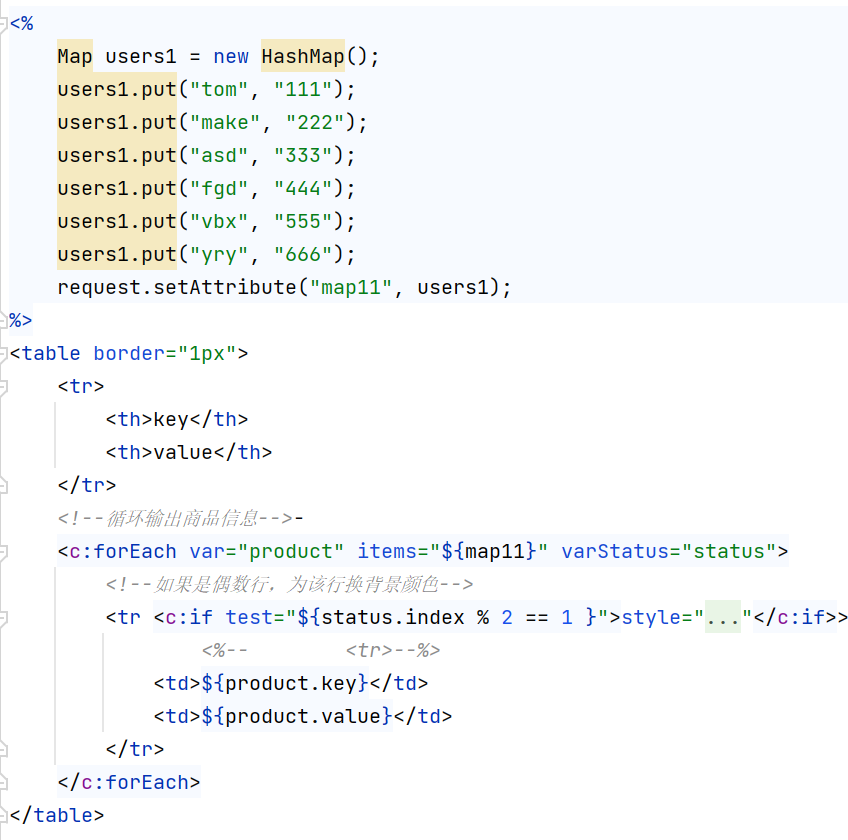 <%
    Map users1 = new HashMap();
    users1.put("tom", "111");
    users1.put("make", "222");
    users1.put("asd", "333");
    users1.put("fgd", "444");
    users1.put("vbx", "555");
    users1.put("yry", "666");
    request.setAttribute("map11", users1);
%>
<table border="1px">
    <tr>
        <th>key</th>
        <th>value</th>
    </tr>
    <!--循环输出商品信息-->-
    <c:forEach var="product" items="${map11}" varStatus="status">
        <!--如果是偶数行，为该行换背景颜色-->
        <tr <c:if test="${status.index % 2 == 1 }">style="..."</c:if>>
                <%--        <tr>--%>
            <td>${product.key}</td>
            <td>${product.value}</td>
        </tr>
    </c:forEach>
</table>